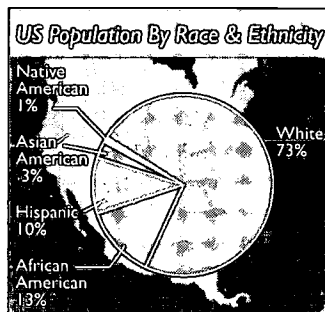 US Population By Race & Ethnicity
Native
American
1%
White
73%
Asian
American
3%
Hispanic
10%
African
American
13%